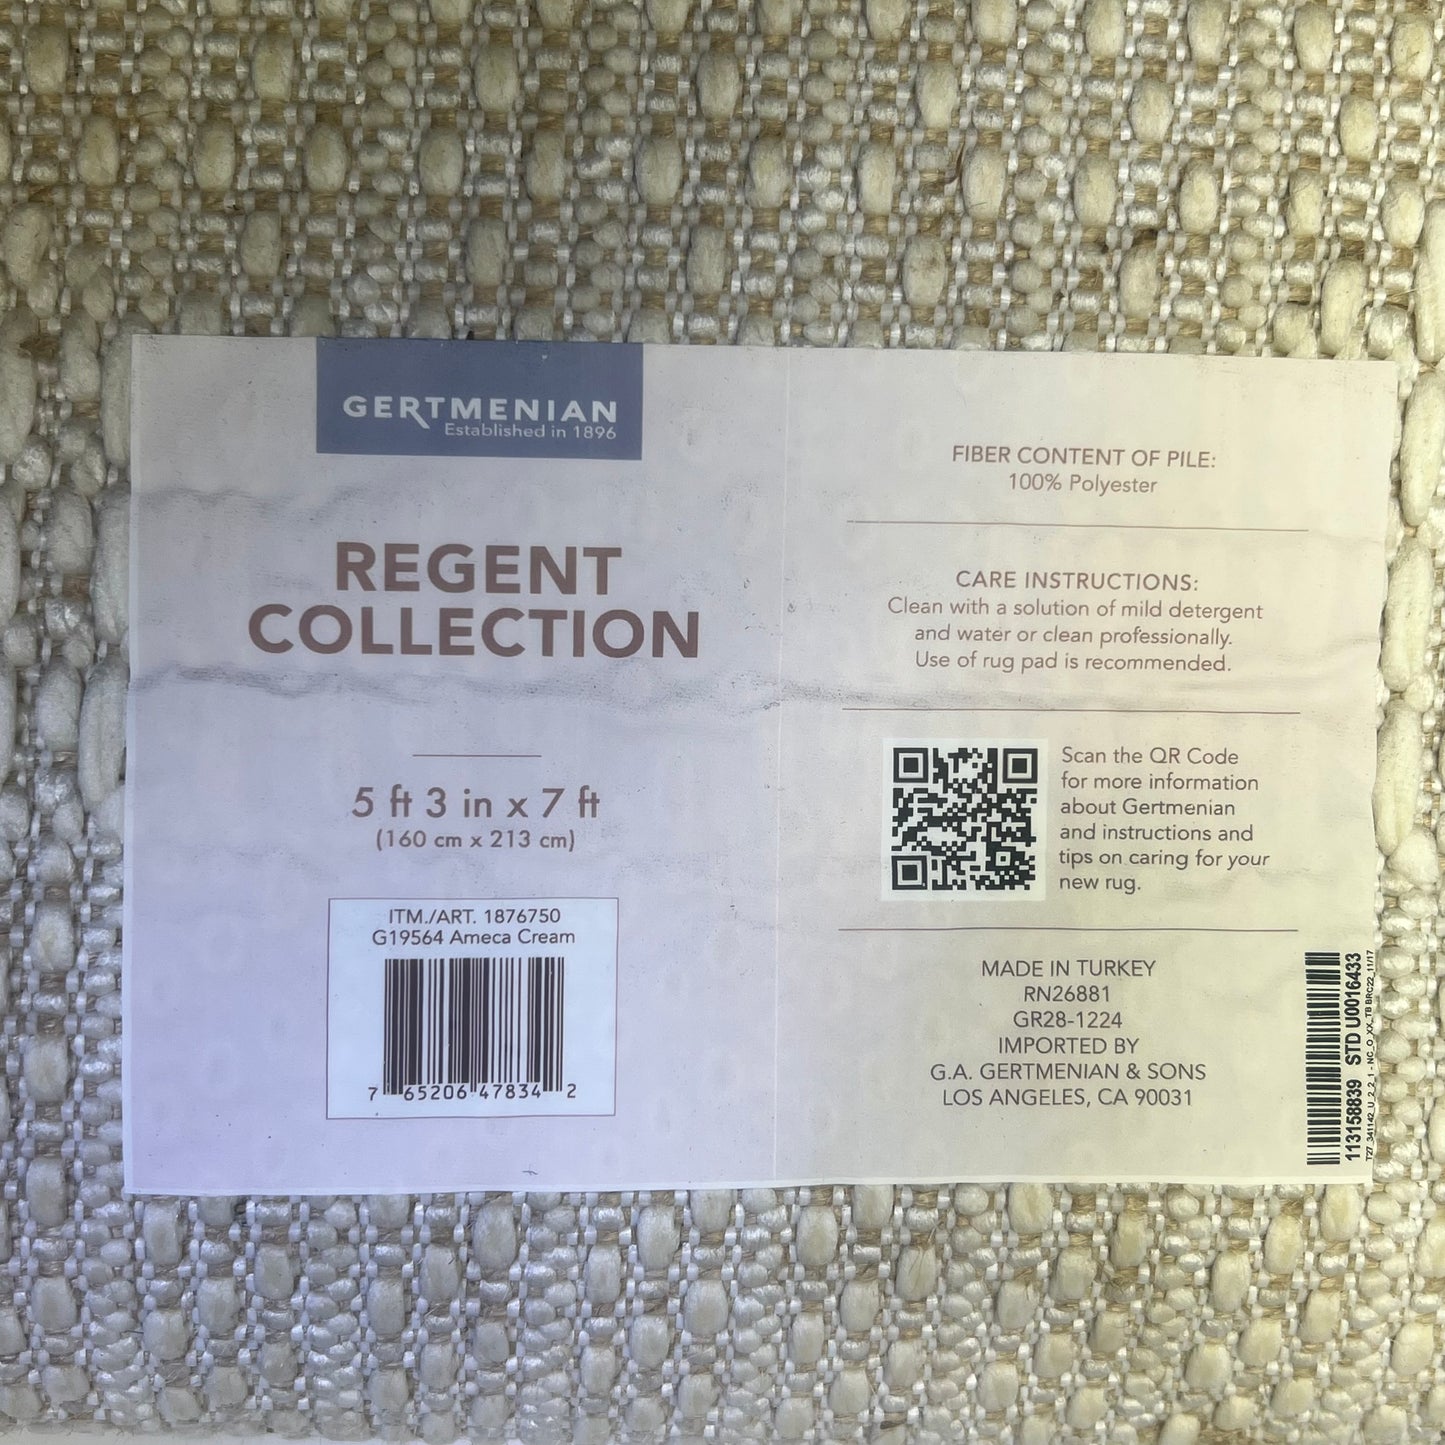 GERTMENIAN
Established in 1896
REGENT
COLLECTION
5 ft 3 in x 7 ft
(160 cm x 213 cm)
ITM./ART. 1876750
G19564 Ameca Cream
7 65206 47834 2
FIBER CONTENT OF PILE:
100% Polyester
CARE INSTRUCTIONS:
Clean with a solution of mild detergent
and water or clean professionally.
Use of rug pad is recommended.
Scan the QR Code
for more information
about Gertmenian
and instructions and
tips on caring for your
new rug.
MADE IN TURKEY
RN26881
GR28-1224
IMPORTED BY
G.A. GERTMENIAN & SONS
LOS ANGELES, CA 90031
113158839 STD U0016433
T27_341142_U_2_2_1 - NC_O_XX_TB BRC22_11/17